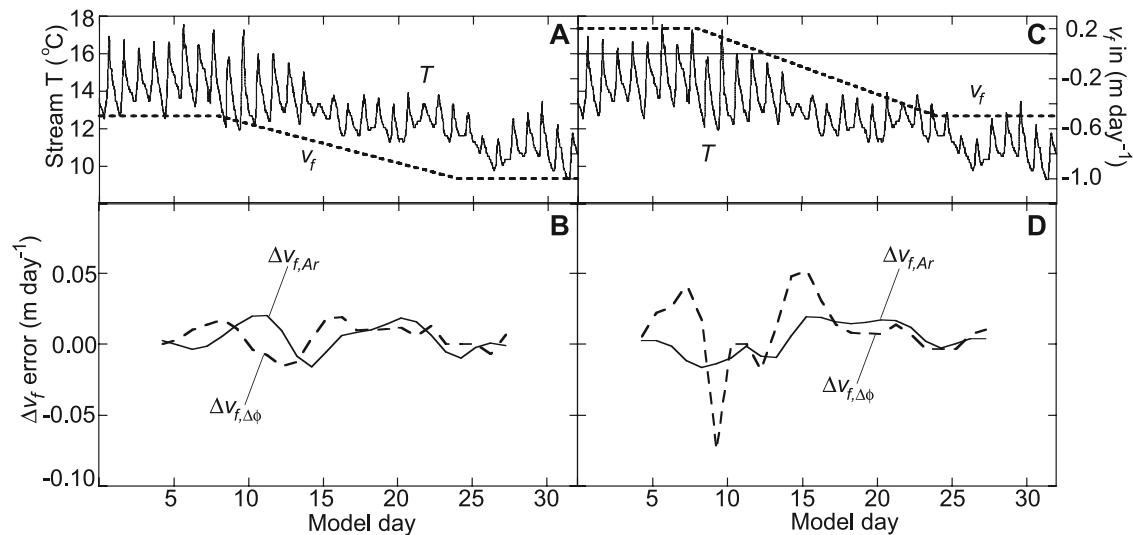 Stream T (°C)
18
16
14
12
10
A
T
v_f
C
T
v_f
0.2
-0.2
-0.6
-1.0
v_f in (m day⁻¹)
Δv_f error (m day⁻¹)
0.05
0.00
-0.05
-0.10
B
Δv_f,Ar
Δv_f,Δϕ
D
Δv_f,Ar
Δv_f,Δϕ
5 10 15 20 25 30
5 10 15 20 25 30
Model day
Model day